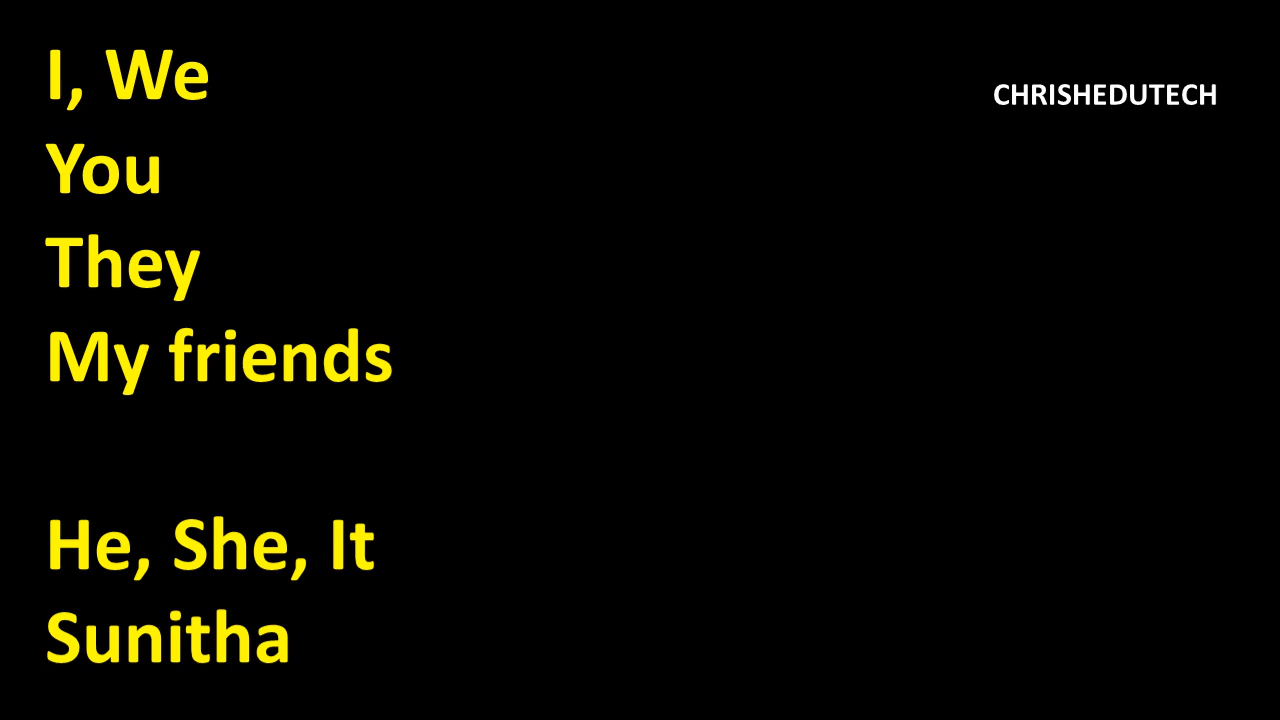 I, We
CHRISHEDUTECH
You
They
My friends
He, She, It
Sunitha